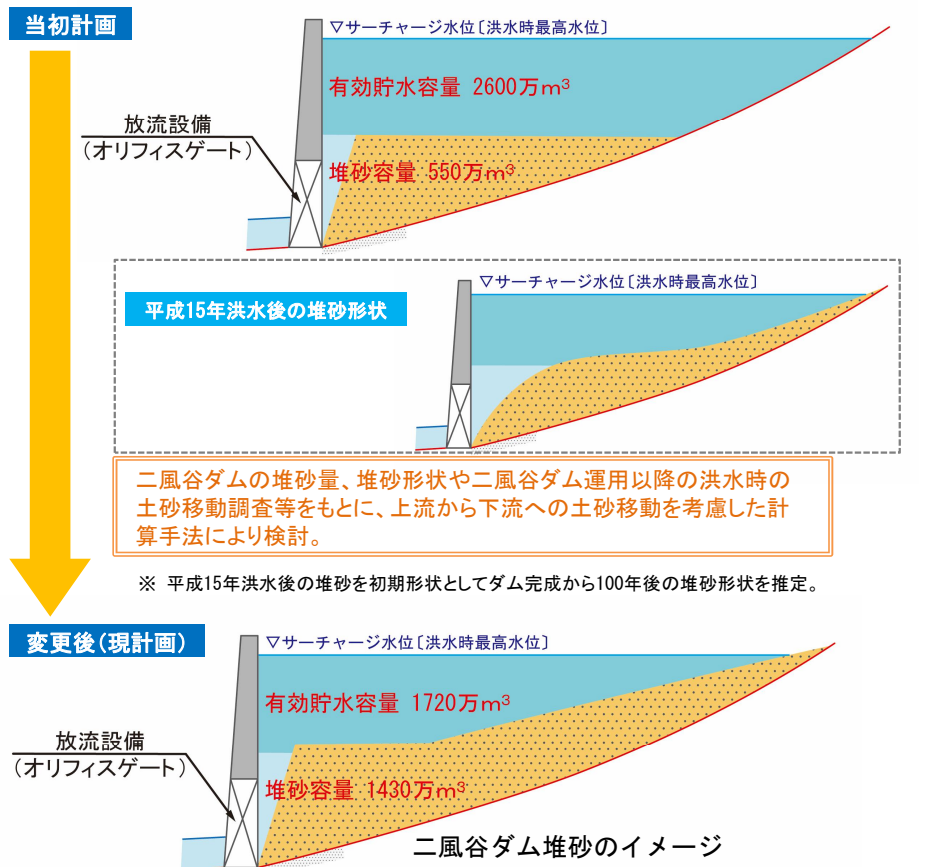 当初計画
▽サーチャージ水位〔洪水時最高水位〕
有効貯水容量 2600万m³
放流設備
(オリフィスゲート)
堆砂容量 550万m³
▽サーチャージ水位〔洪水時最高水位〕
平成15年洪水後の堆砂形状
二風谷ダムの堆砂量、堆砂形状や二風谷ダム運用以降の洪水時の
土砂移動調査等をもとに、上流から下流への土砂移動を考慮した計
算手法により検討。
※ 平成15年洪水後の堆砂を初期形状としてダム完成から100年後の堆砂形状を推定。
変更後(現計画)
▽サーチャージ水位〔洪水時最高水位〕
有効貯水容量 1720万m³
放流設備
(オリフィスゲート)
堆砂容量 1430万m³
二風谷ダム堆砂のイメージ